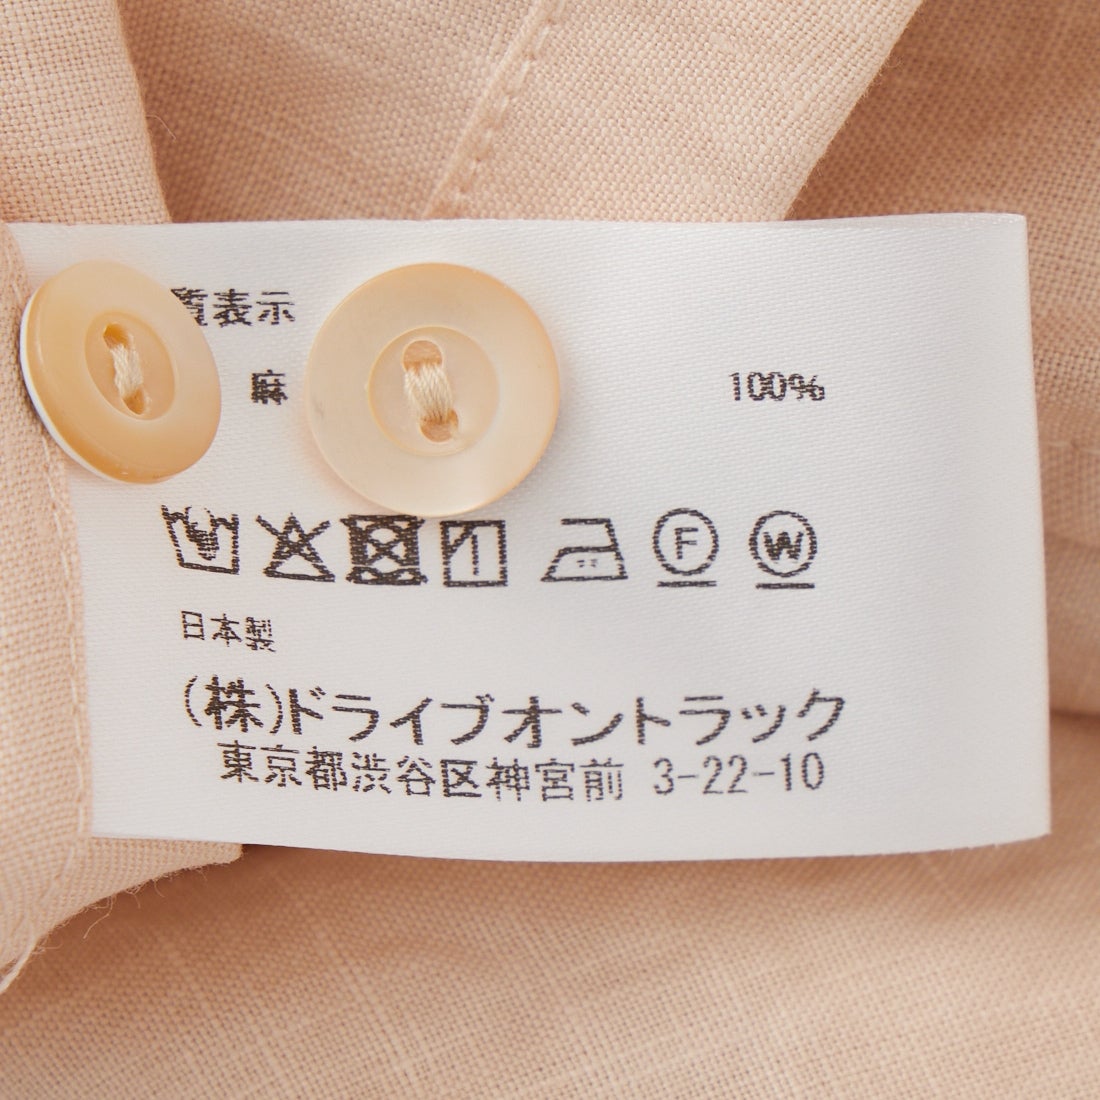 質表示
麻 100%
F W
日本製
(株)ドライブオントラック
東京都渋谷区神宮前 3-22-10